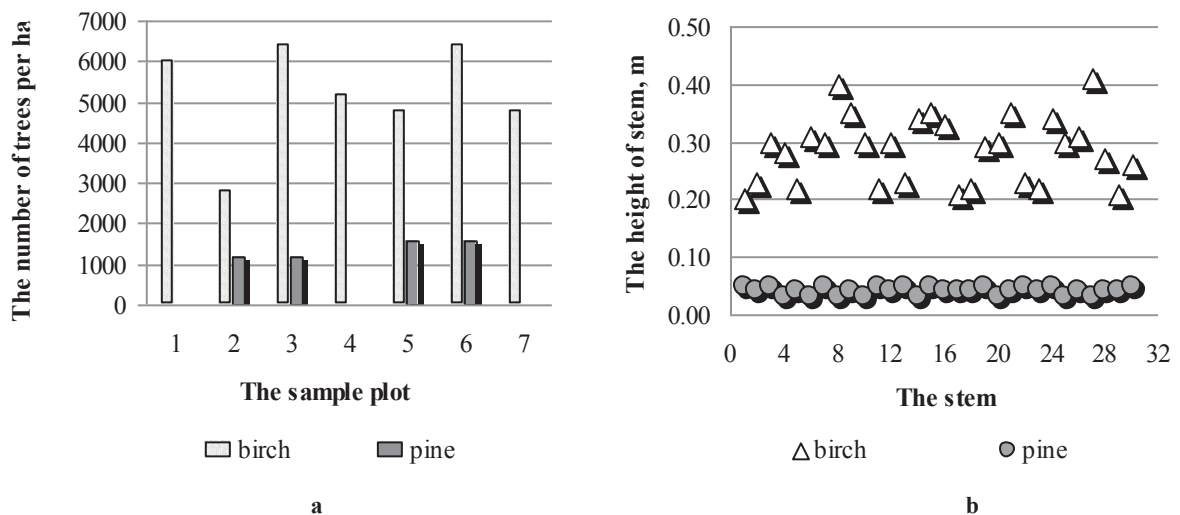 The number of trees per ha
7000
6000
5000
4000
3000
2000
1000
0
1 2 3 4 5 6 7
The sample plot
birch pine
a
The height of stem, m
0.50
0.40
0.30
0.20
0.10
0.00
0 4 8 12 16 20 24 28 32
The stem
birch pine
b